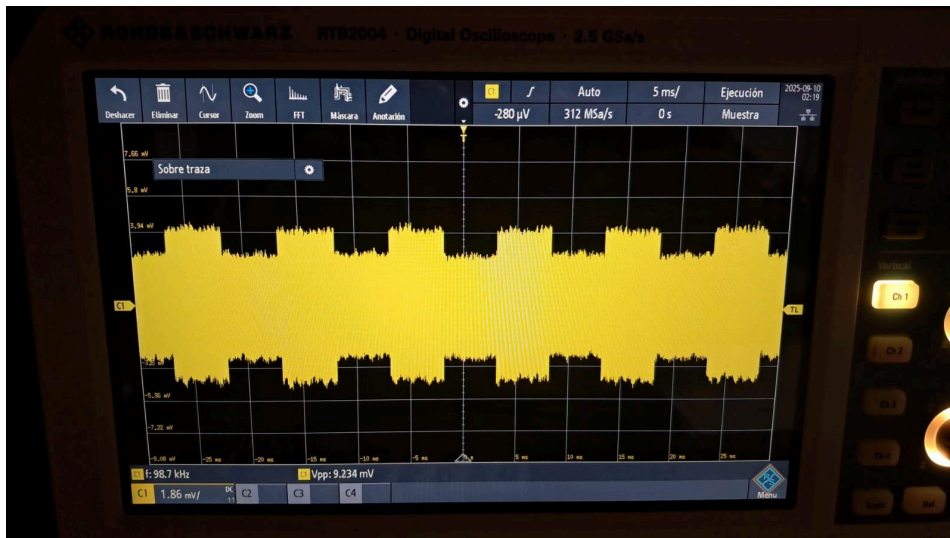 ROHDE&SCHWARZ RTB2004 · Digital Oscilloscope · 2.5 GSa/s
Deshacer Eliminar Cursor Zoom FFT Máscara Anotación
C1 Auto 5 ms/ Ejecución
-280 µV 312 MSa/s 0 s Muestra
2025-09-10
02:19
T
7.66 mV
Sobre traza
5.8 mV
3.94 mV
Vertical
Ch 1
C1
TL
Ch 2
-5.36 mV
Ch 3
-7.22 mV
Ch 4
-9.08 mV -25 ms -20 ms -15 ms -10 ms -5 ms 5 ms 10 ms 15 ms 20 ms 25 ms
C1 f: 98.7 kHz C1 Vpp: 9.234 mV
C1 1.86 mV/ DC 1:1 C2 C3 C4
Menú
Logic Ref